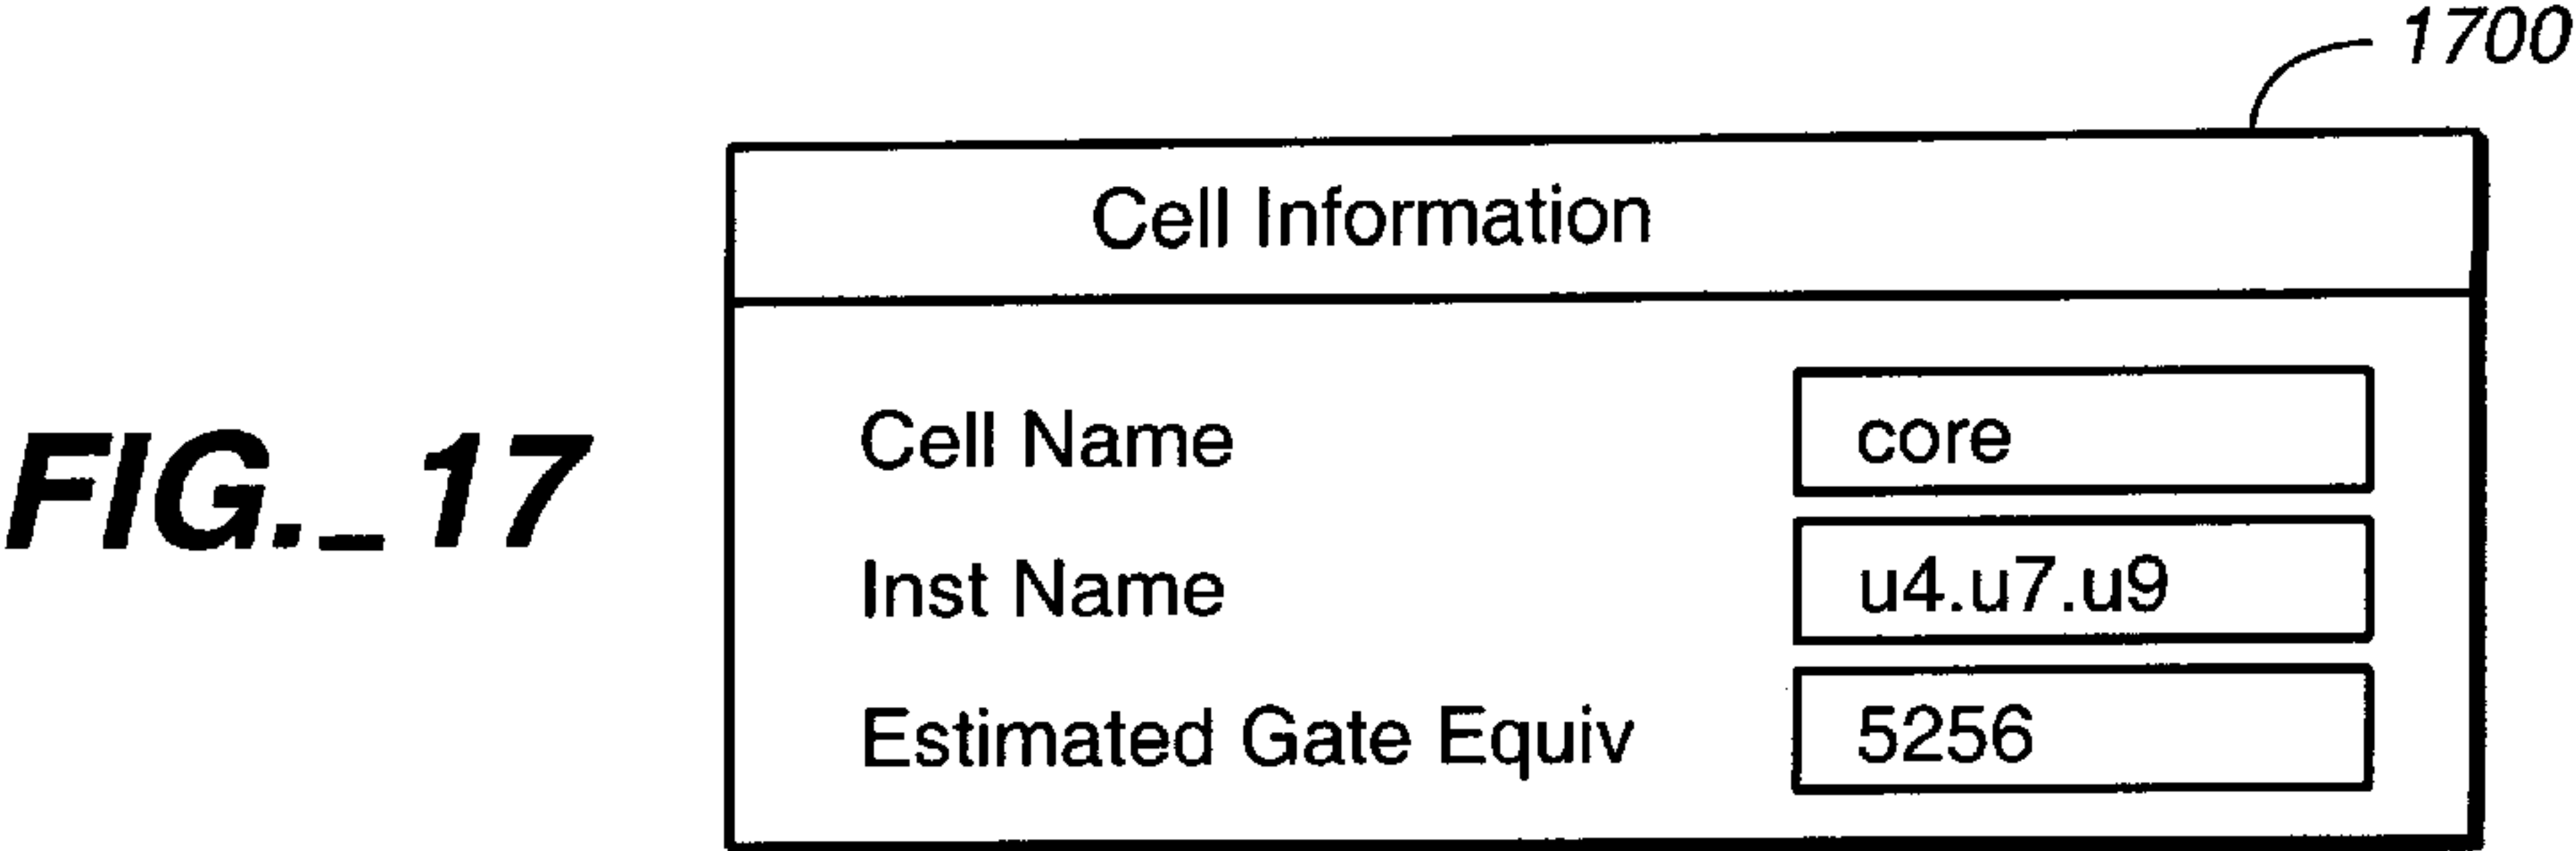 1700
Cell Information
Cell Name core
Inst Name u4.u7.u9
Estimated Gate Equiv 5256
FIG._17